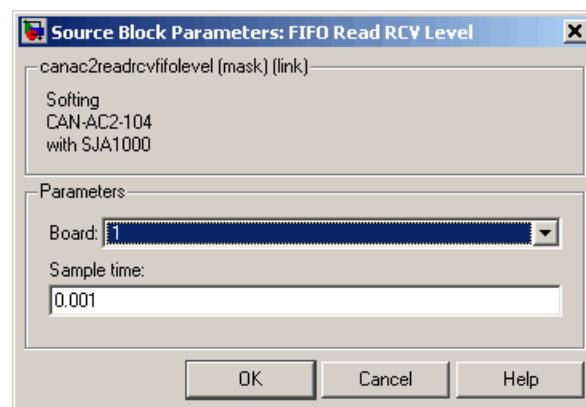 Source Block Parameters: FIFO Read RCV Level
canac2readrcvfifolevel (mask) (link)
Softing
CAN-AC2-104
with SJA1000
Parameters
Board: 1
Sample time:
0.001
OK Cancel Help